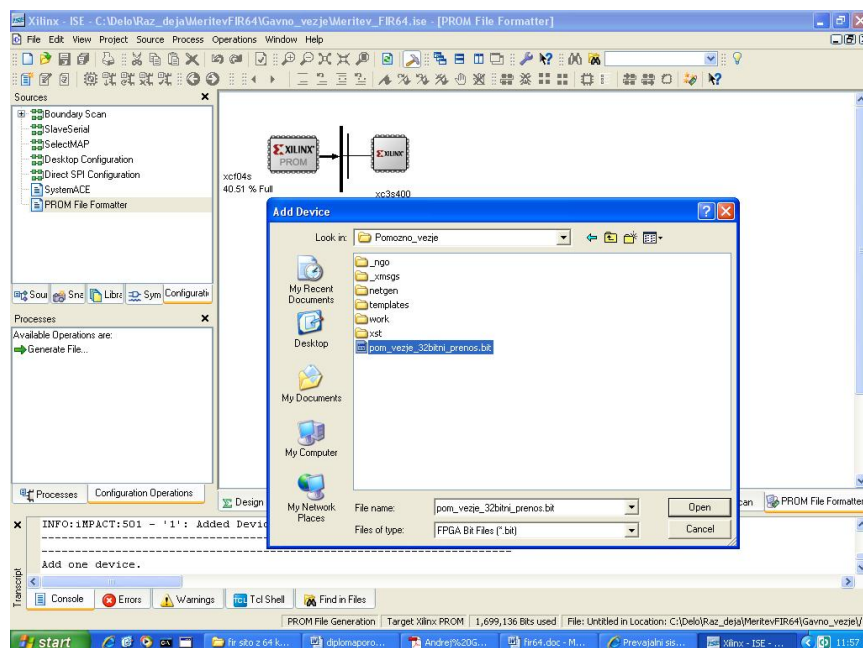 Xilinx - ISE - C:\Delo\Raz_deja\MeritevFIR64\Gavno_vezje\Meritev_FIR64.ise - [PROM File Formatter]
File Edit View Project Source Process Operations Window Help
Sources
Boundary Scan
SlaveSerial
SelectMAP
Desktop Configuration
Direct SPI Configuration
SystemACE
PROM File Formatter
Sour Sna Libra Sym Configurati
Processes
Available Operations are:
Generate File...
Processes Configuration Operations
XILINX
PROM
XILINX
xcf04s
40.51 % Full
xc3s400
Add Device
Look in: Pomozno_vezje
My Recent Documents
Desktop
My Documents
My Computer
My Network Places
_ngo
_xmsgs
netgen
templates
work
xst
pom_vezje_32bitni_prenos.bit
File name: pom_vezje_32bitni_prenos.bit Open
Files of type: FPGA Bit Files (*.bit) Cancel
Design can PROM File Formatter
INFO:iMPACT:501 - '1': Added Devic
Add one device.
Transcript
Console Errors Warnings TCL Tcl Shell Find in Files
PROM File Generation Target Xilinx PROM 1,699,136 Bits used File: Untitled in Location: C:\Delo\Raz_deja\MeritevFIR64\Gavno_vezje\/
start fir sito z 64 k... diplomaporo... Andrej%20G... fir64.doc - M... Prevajalni sis... Xilinx - ISE - ... 11:57